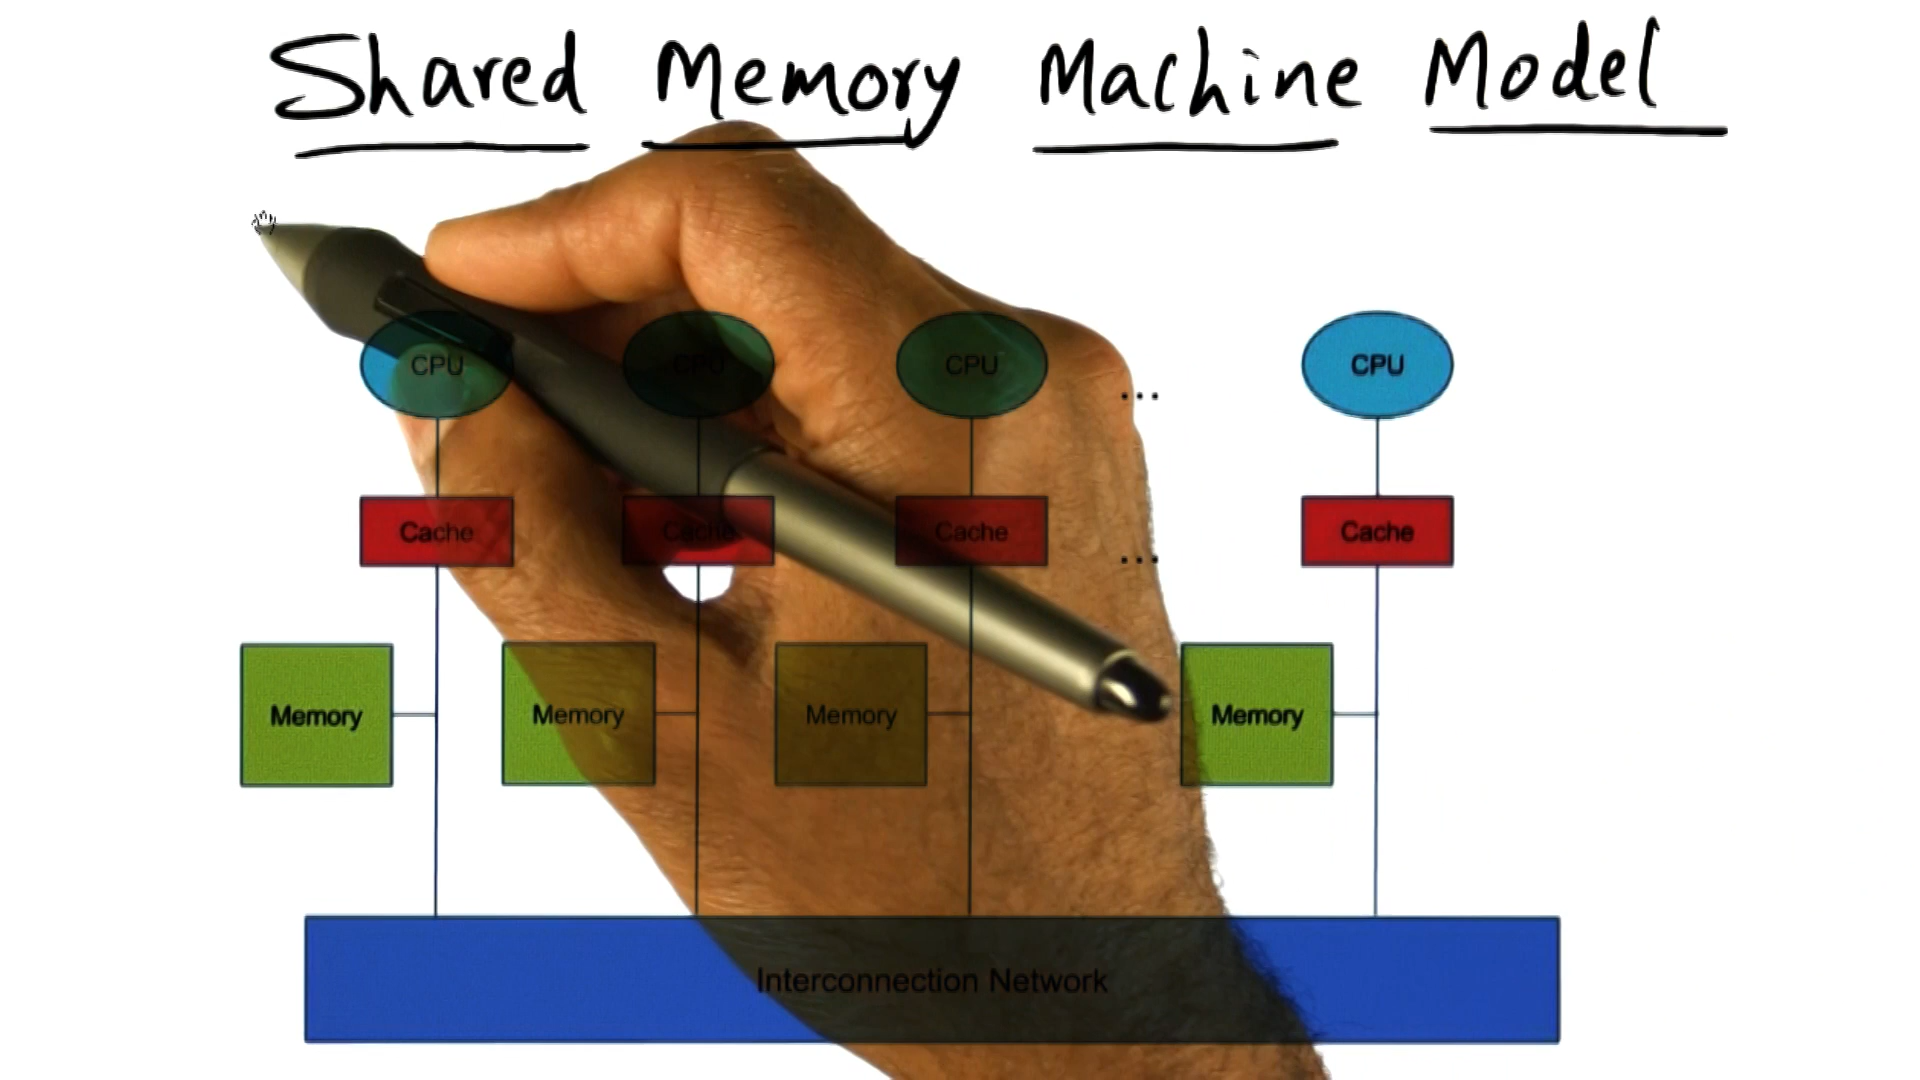 Shared Memory Machine Model
CPU CPU CPU ... CPU
Cache Cache Cache ... Cache
Memory Memory Memory Memory
Interconnection Network